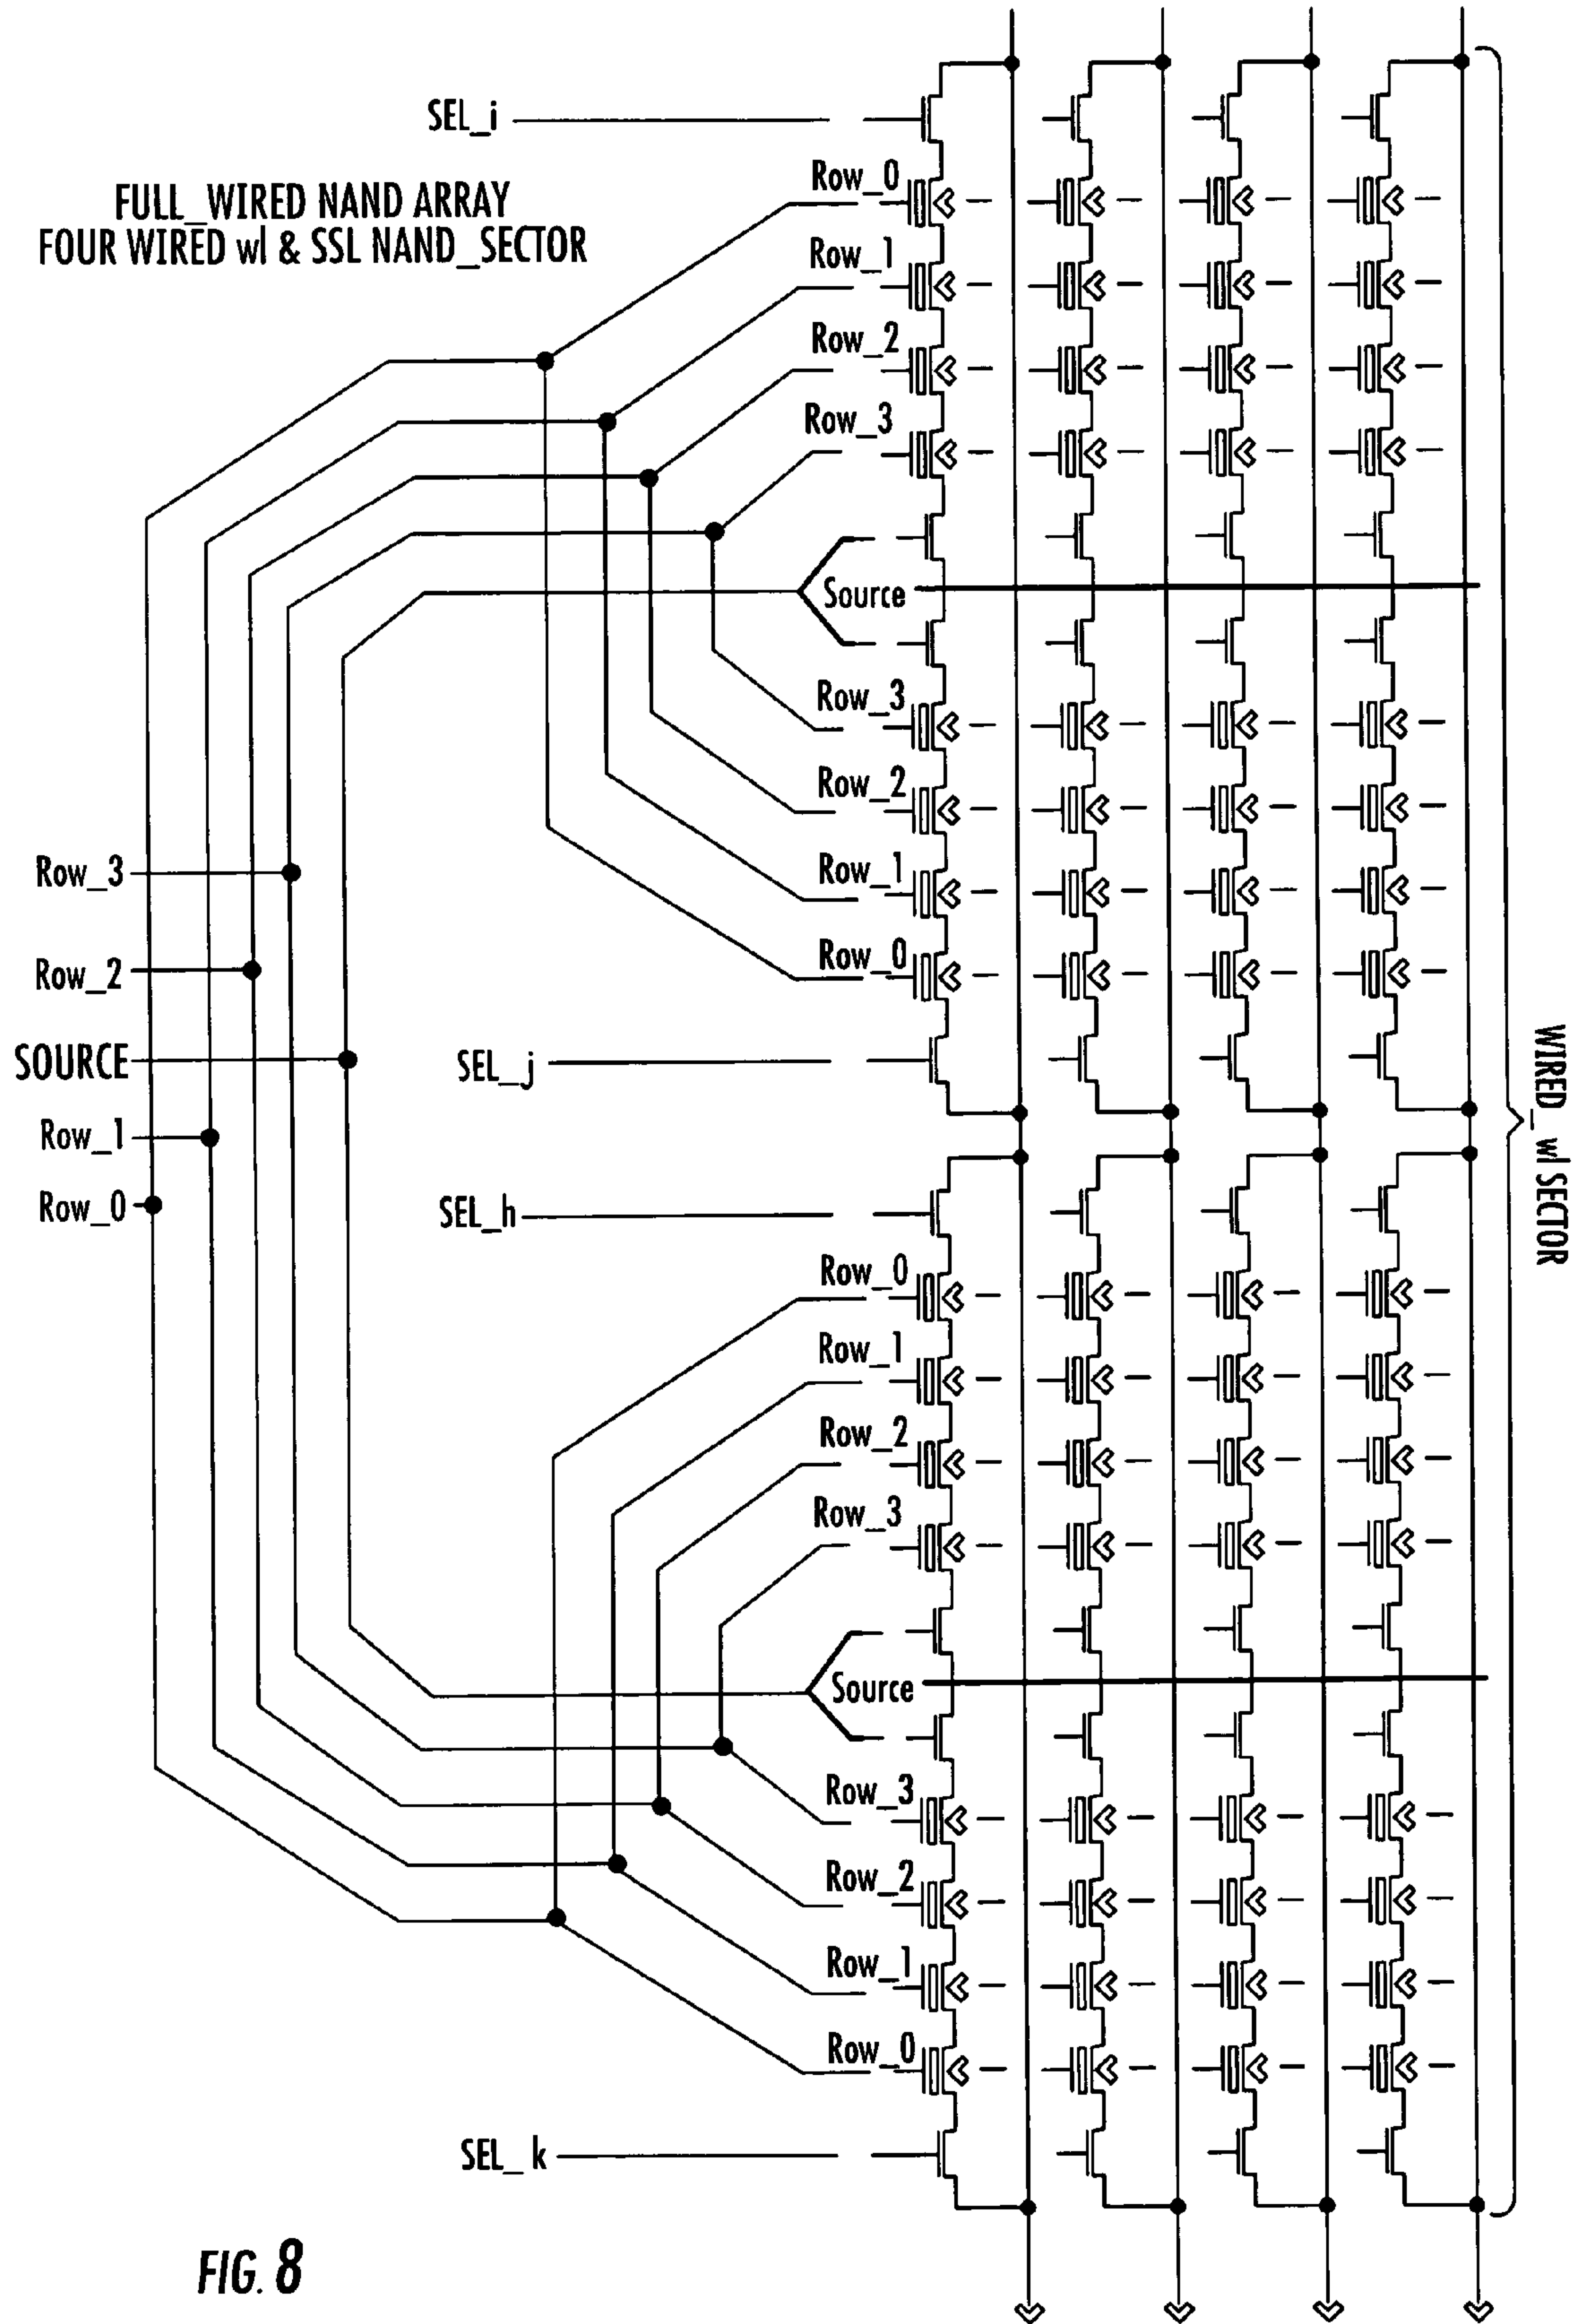 SEL_i
FULL_WIRED NAND ARRAY
FOUR WIRED wl & SSL NAND_SECTOR
Row_0
Row_1
Row_2
Row_3
Source
Row_3
Row_2
Row_1
Row_0
Row_3
Row_2
SOURCE
Row_1
Row_0
SEL_j
SEL_h
WIRED_wl SECTOR
Row_0
Row_1
Row_2
Row_3
Source
Row_3
Row_2
Row_1
Row_0
SEL_ k
FIG. 8